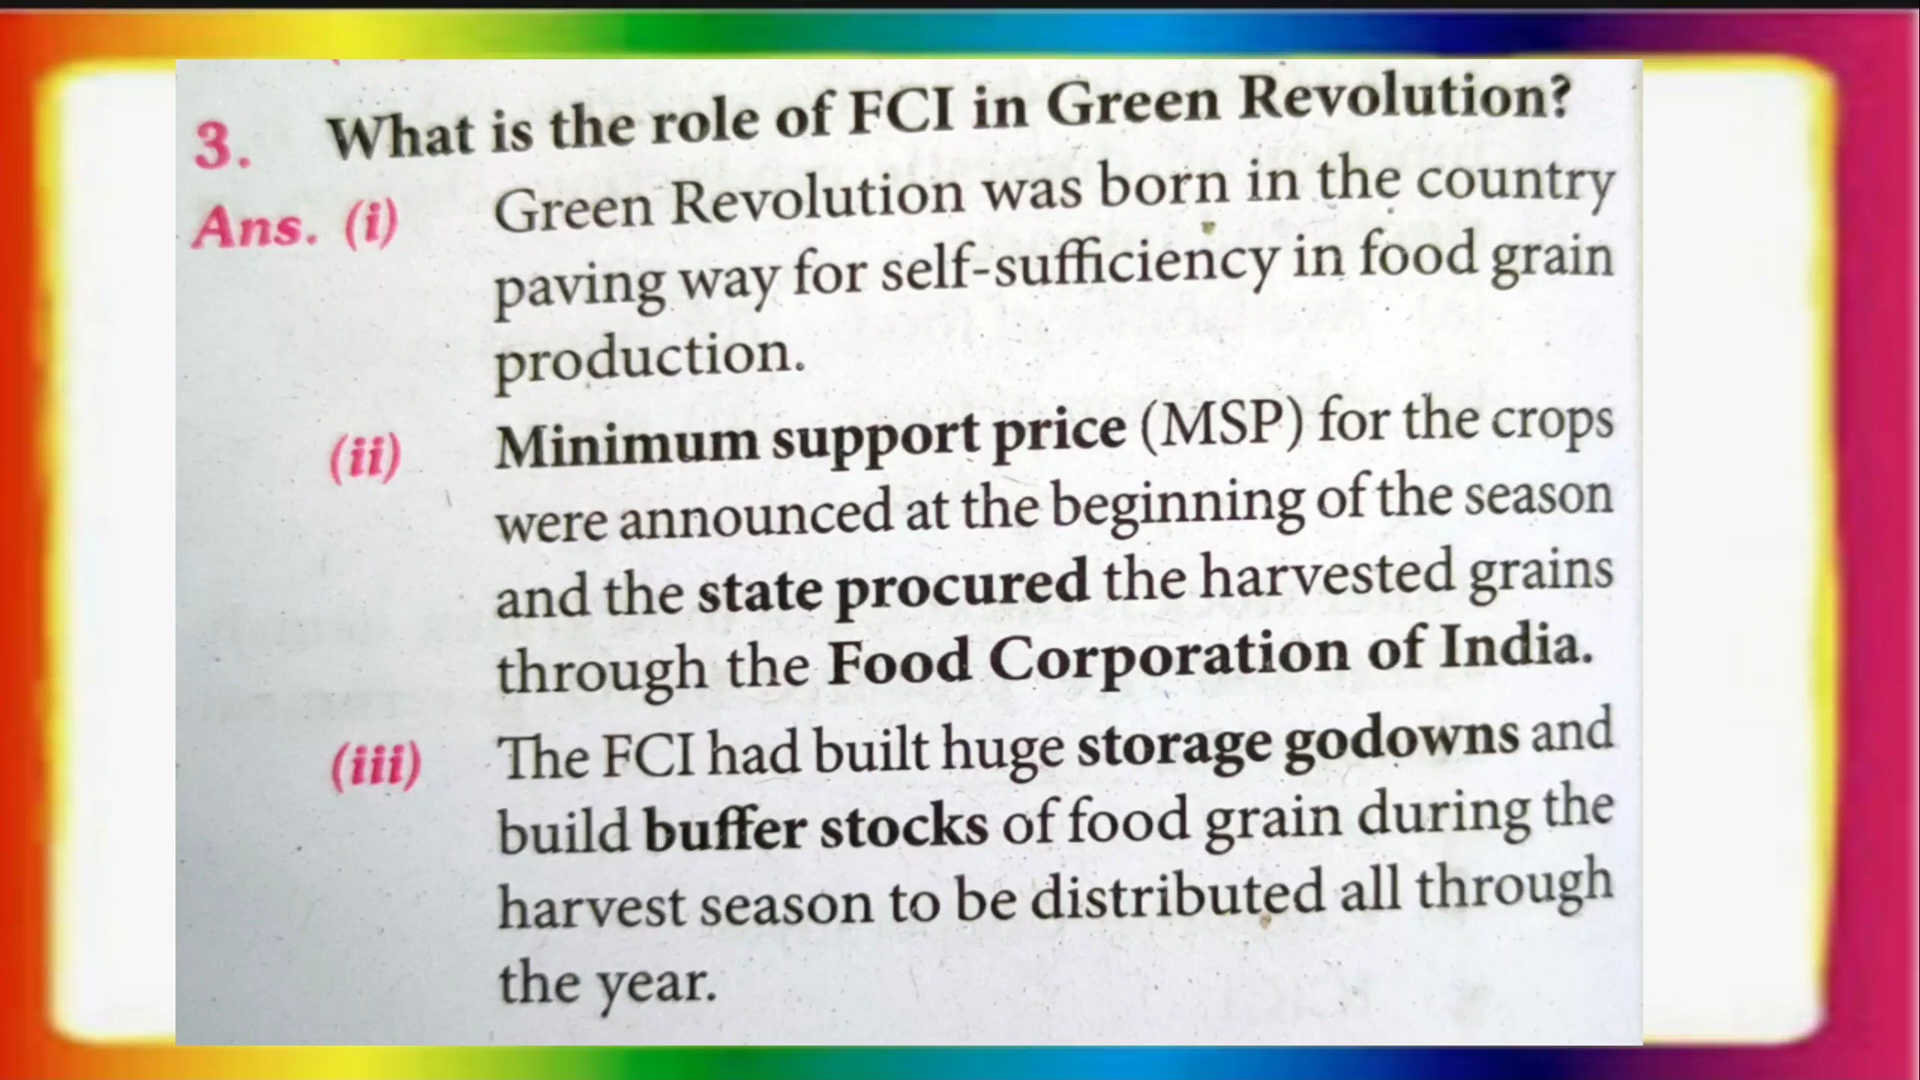 3. What is the role of FCI in Green Revolution?
Ans. (i) Green Revolution was born in the country
paving way for self-sufficiency in food grain
production.
(ii) Minimum support price (MSP) for the crops
were announced at the beginning of the season
and the state procured the harvested grains
through the Food Corporation of India.
(iii) The FCI had built huge storage godowns and
build buffer stocks of food grain during the
harvest season to be distributed all through
the year.